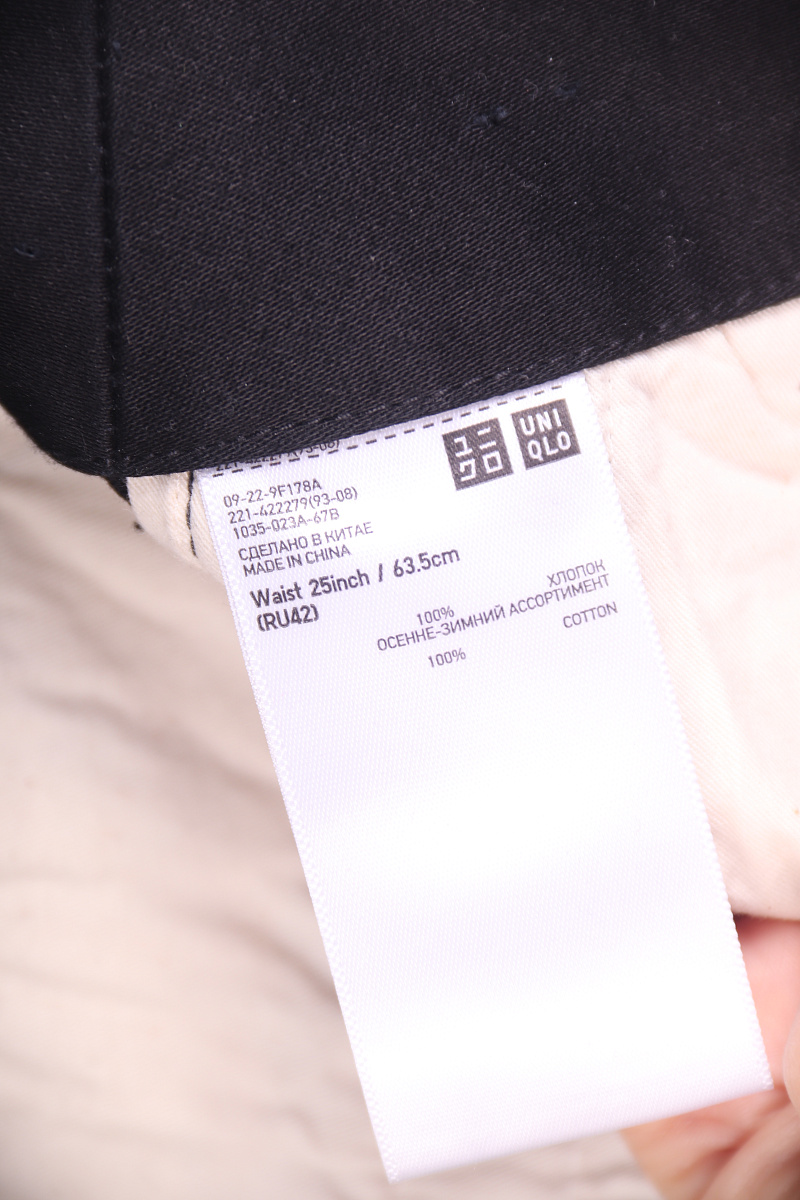 ユニ
クロ
UNI
QLO
09-22-9F178A
221-422279(93-08)
1035-023A-67B
СДЕЛАНО В КИТАЕ
MADE IN CHINA
Waist 25inch / 63.5cm
(RU42)
100% ХЛОПОК
ОСЕННЕ-ЗИМНИЙ АССОРТИМЕНТ
100% COTTON